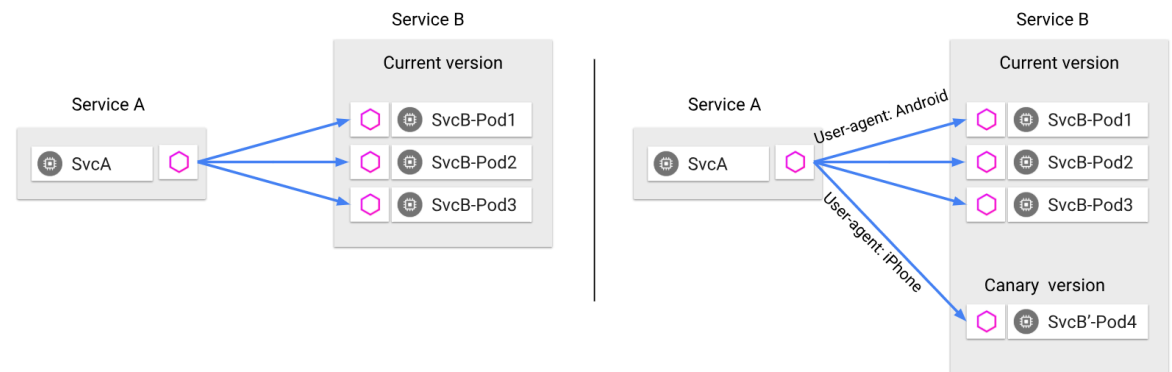 Service B
Current version
Service A
SvcA
SvcB-Pod1
SvcB-Pod2
SvcB-Pod3
Service B
Current version
Service A
SvcA
User-agent: Android
SvcB-Pod1
SvcB-Pod2
SvcB-Pod3
User-agent: iPhone
Canary version
SvcB’-Pod4